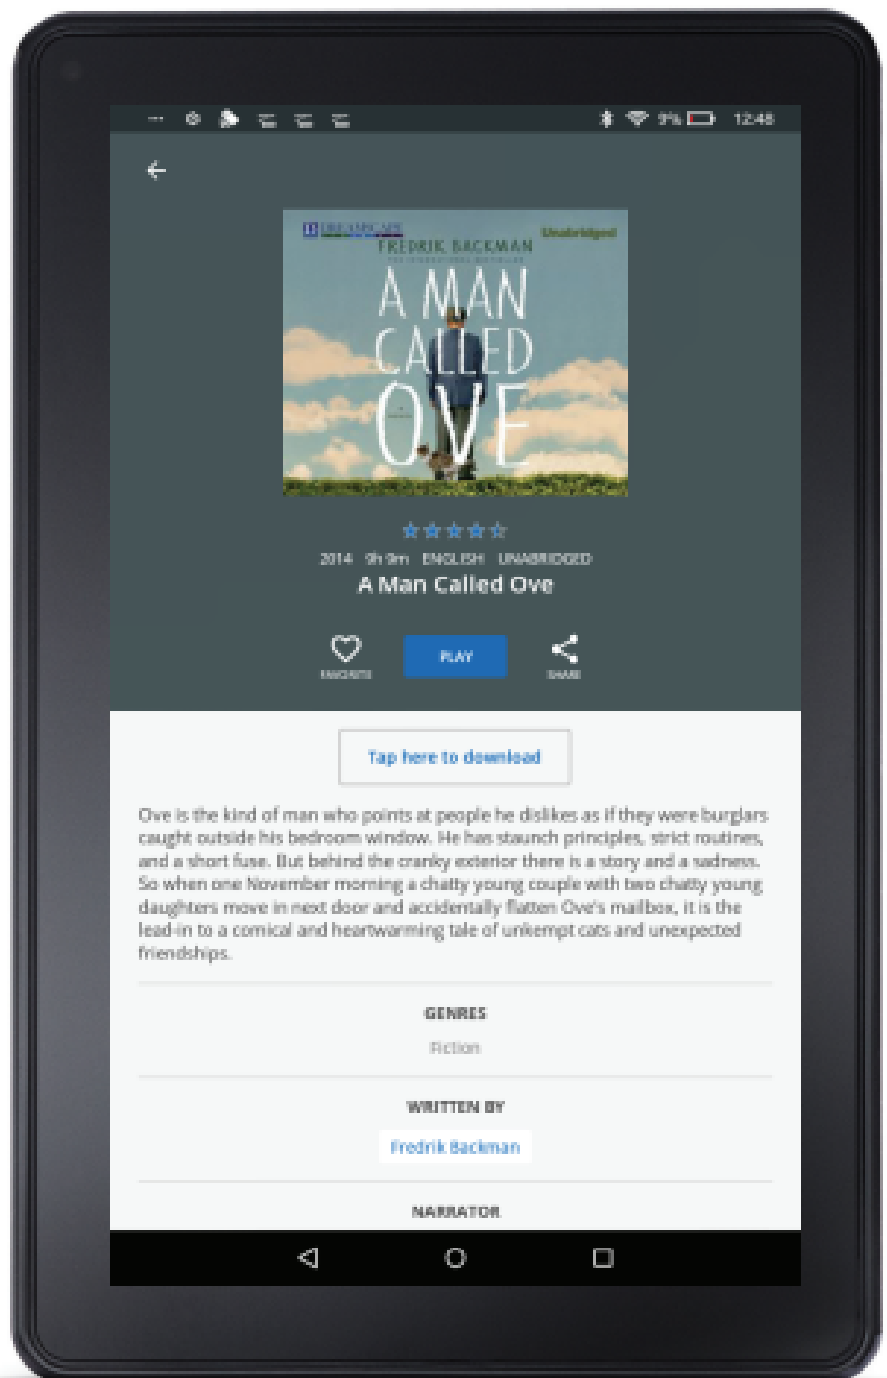 9% 12:48
DREAMSCAPE
Unabridged
FREDRIK BACKMAN
A MAN
CALLED
OVE
2014 9h 9m ENGLISH UNABRIDGED
A Man Called Ove
FAVORITE
PLAY
SHARE
Tap here to download
Ove is the kind of man who points at people he dislikes as if they were burglars
caught outside his bedroom window. He has staunch principles, strict routines,
and a short fuse. But behind the cranky exterior there is a story and a sadness.
So when one November morning a chatty young couple with two chatty young
daughters move in next door and accidentally flatten Ove's mailbox, it is the
lead-in to a comical and heartwarming tale of unkempt cats and unexpected
friendships.
GENRES
Fiction
WRITTEN BY
Fredrik Backman
NARRATOR